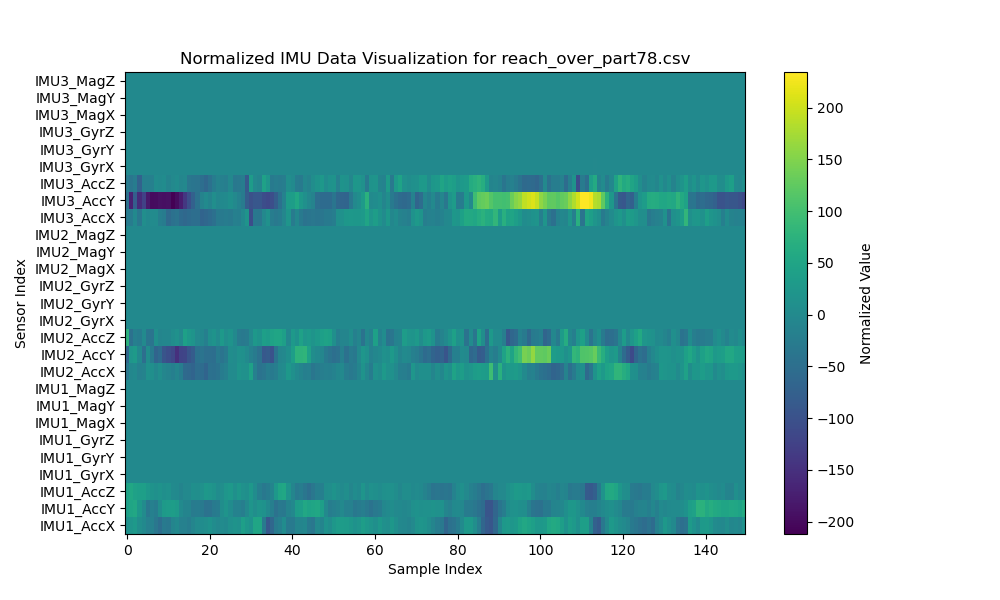 Normalized IMU Data Visualization for reach_over_part78.csv
IMU3_MagZ
IMU3_MagY
IMU3_MagX
IMU3_GyrZ
IMU3_GyrY
IMU3_GyrX
IMU3_AccZ
IMU3_AccY
IMU3_AccX
IMU2_MagZ
IMU2_MagY
IMU2_MagX
IMU2_GyrZ
IMU2_GyrY
IMU2_GyrX
IMU2_AccZ
IMU2_AccY
IMU2_AccX
IMU1_MagZ
IMU1_MagY
IMU1_MagX
IMU1_GyrZ
IMU1_GyrY
IMU1_GyrX
IMU1_AccZ
IMU1_AccY
IMU1_AccX
Sensor Index
0 20 40 60 80 100 120 140
Sample Index
200
150
100
50
0
−50
−100
−150
−200
Normalized Value